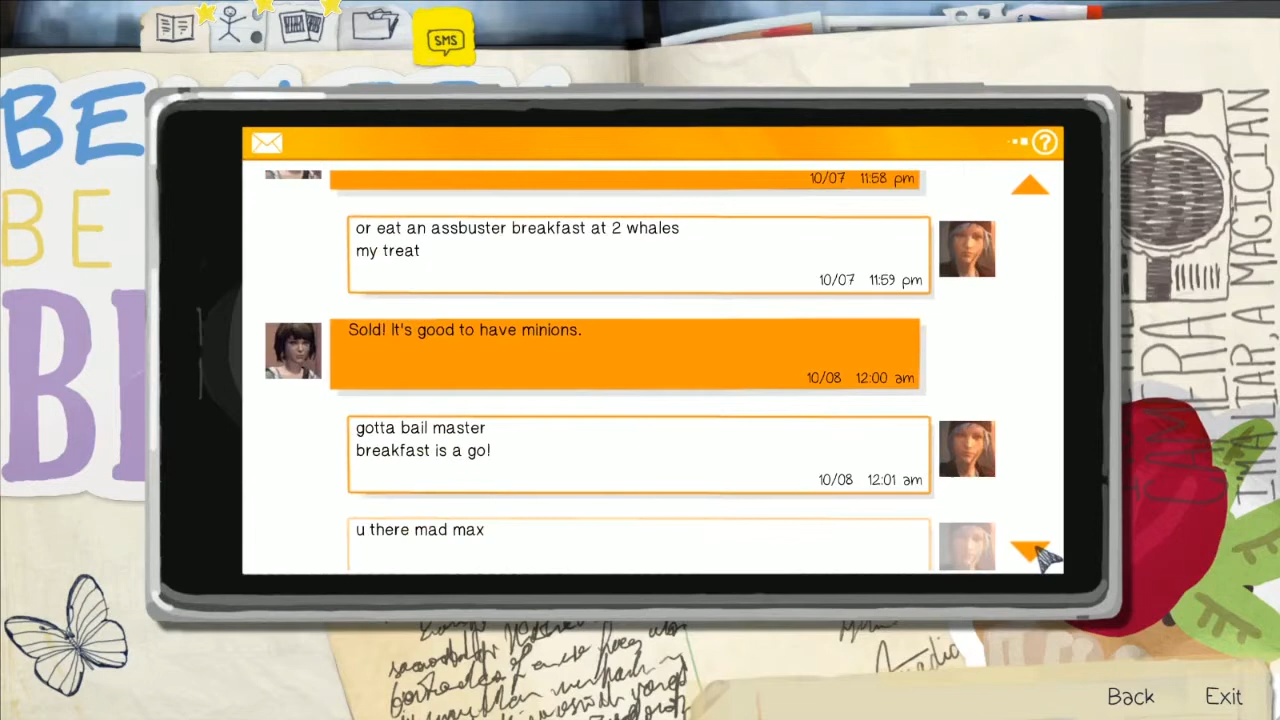 SMS
BE
BE
10/07 11:58 pm
or eat an assbuster breakfast at 2 whales
my treat
10/07 11:59 pm
Sold! It's good to have minions.
10/08 12:00 am
gotta bail master
breakfast is a go!
10/08 12:01 am
u there mad max
CAMERA
LIAR, A MAGICIAN
Back
Exit